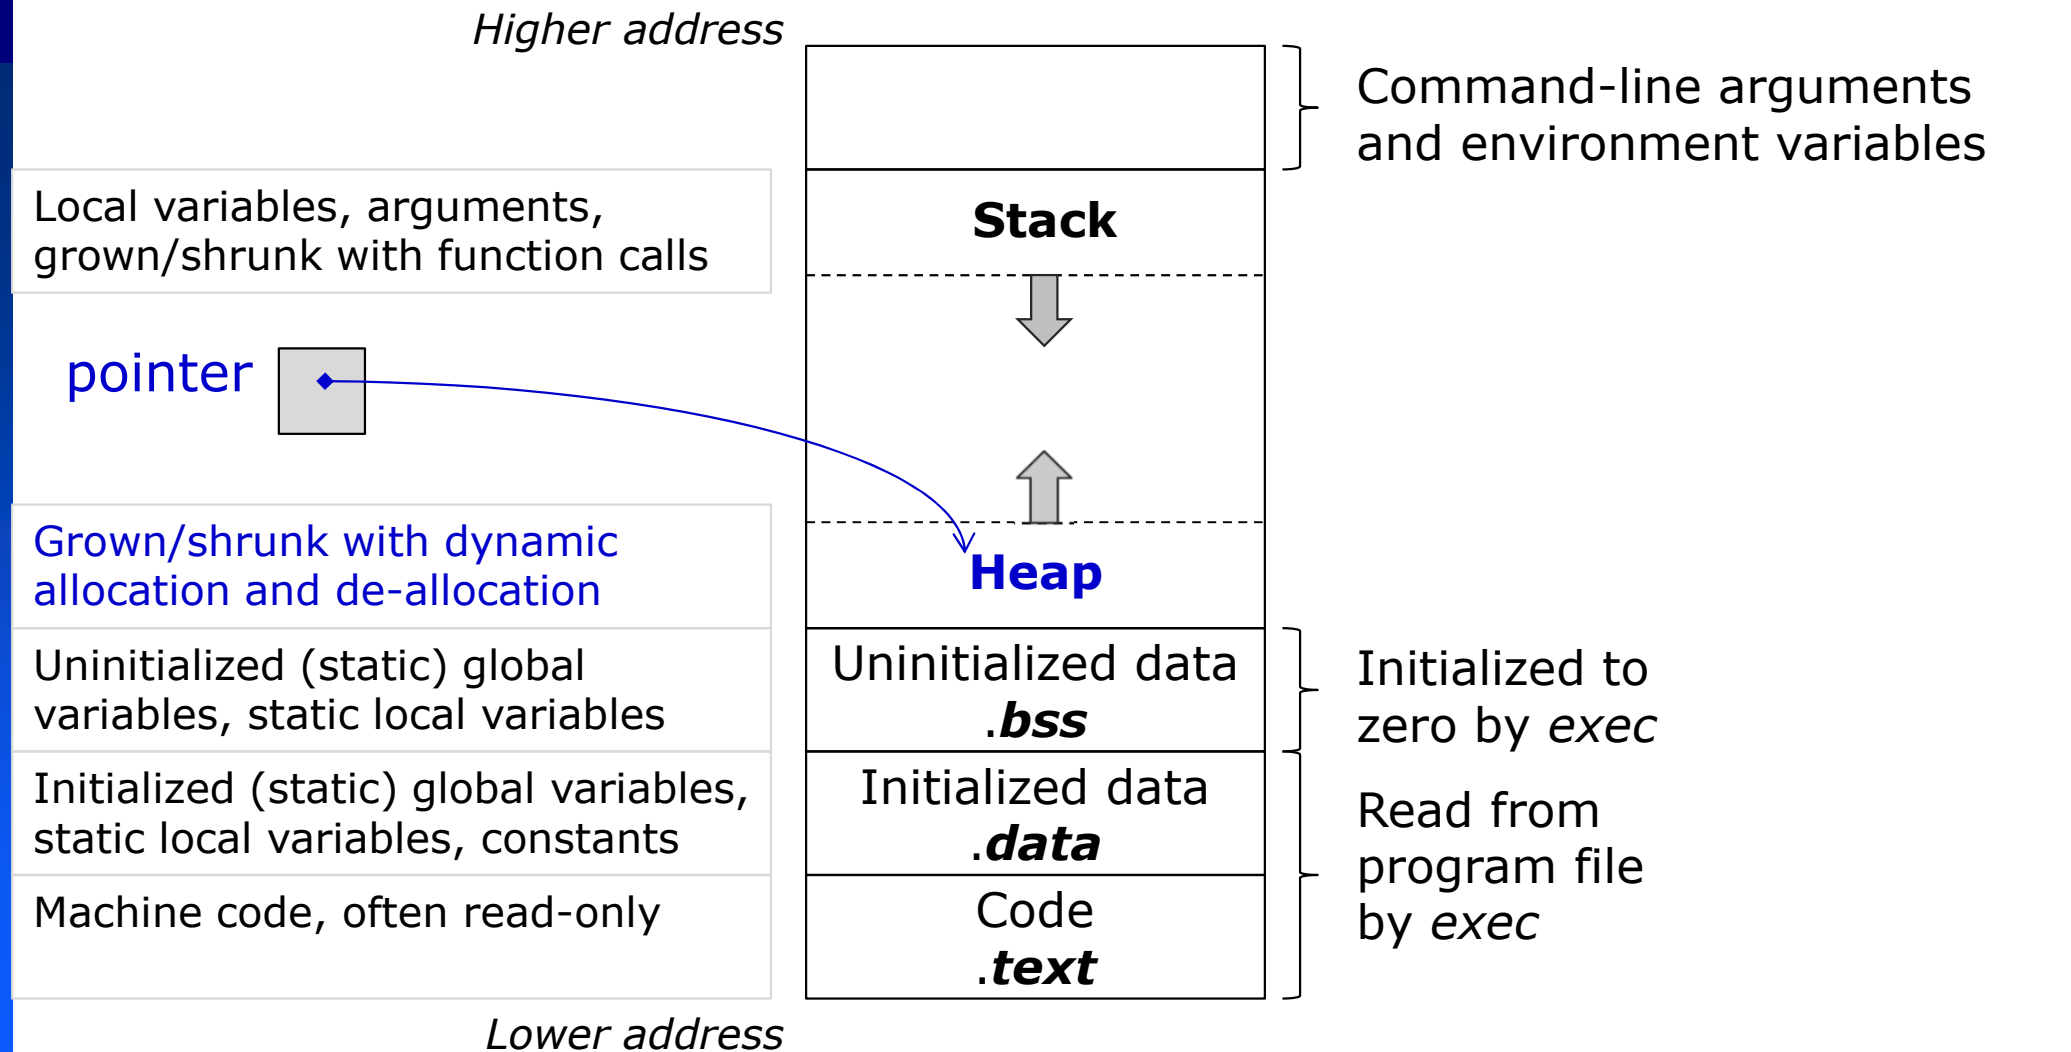 Higher address
Command-line arguments
and environment variables
Local variables, arguments,
grown/shrunk with function calls
Stack
pointer
Grown/shrunk with dynamic
allocation and de-allocation
Heap
Uninitialized (static) global
variables, static local variables
Uninitialized data
.bss
Initialized to
zero by exec
Initialized (static) global variables,
static local variables, constants
Initialized data
.data
Read from
program file
by exec
Machine code, often read-only
Code
.text
Lower address